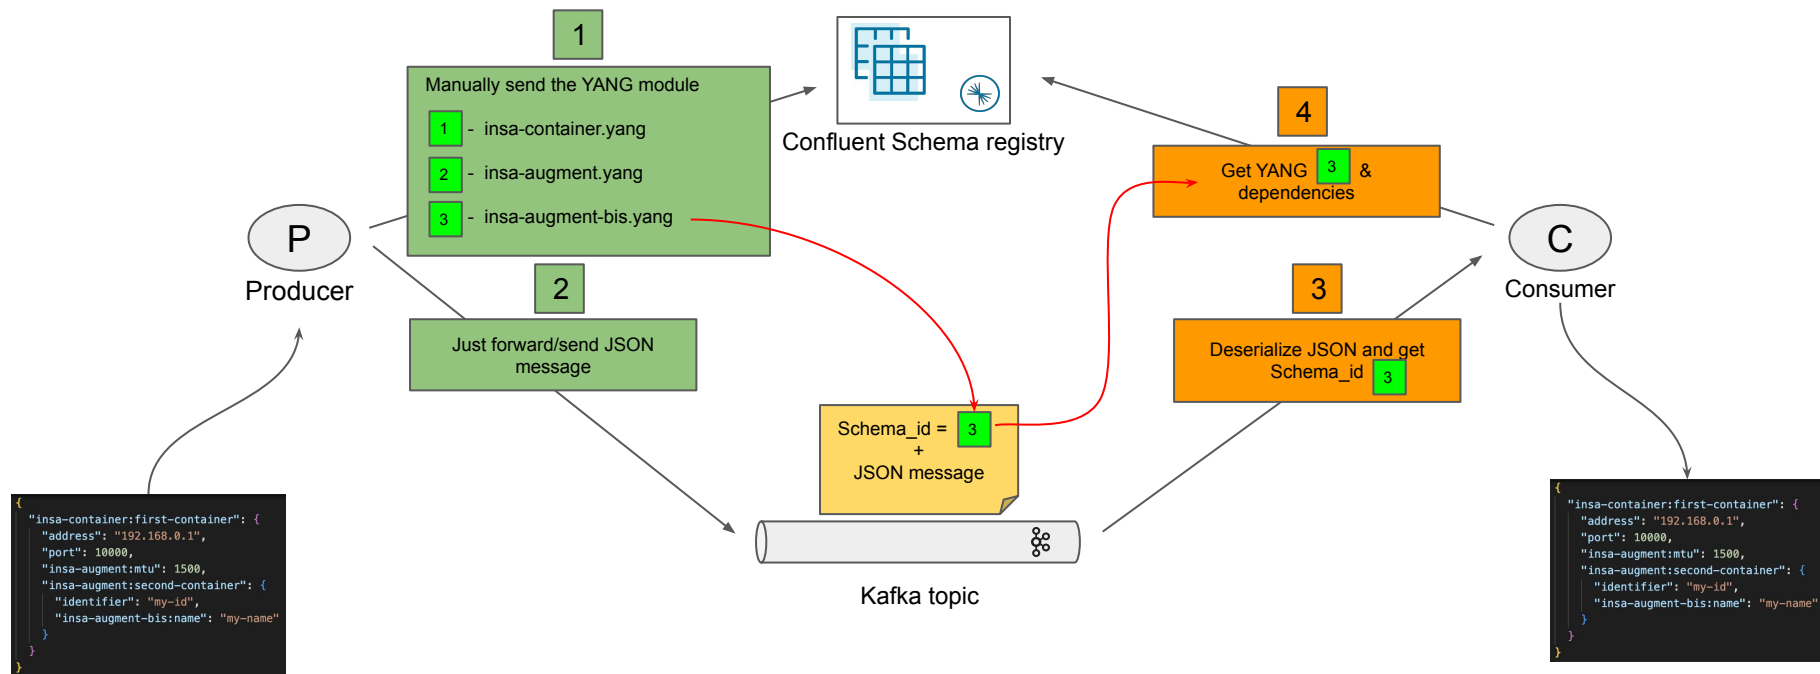 1
Manually send the YANG module
1 - insa-container.yang
2 - insa-augment.yang
3 - insa-augment-bis.yang
Confluent Schema registry
4
Get YANG 3 &
dependencies
P
Producer
C
Consumer
2
Just forward/send JSON
message
3
Deserialize JSON and get
Schema_id 3
Schema_id = 3
+
JSON message
Kafka topic
{
"insa-container:first-container": {
"address": "192.168.0.1",
"port": 10000,
"insa-augment:mtu": 1500,
"insa-augment:second-container": {
"identifier": "my-id",
"insa-augment-bis:name": "my-name"
}
}
}
{
"insa-container:first-container": {
"address": "192.168.0.1",
"port": 10000,
"insa-augment:mtu": 1500,
"insa-augment:second-container": {
"identifier": "my-id",
"insa-augment-bis:name": "my-name"
}
}
}